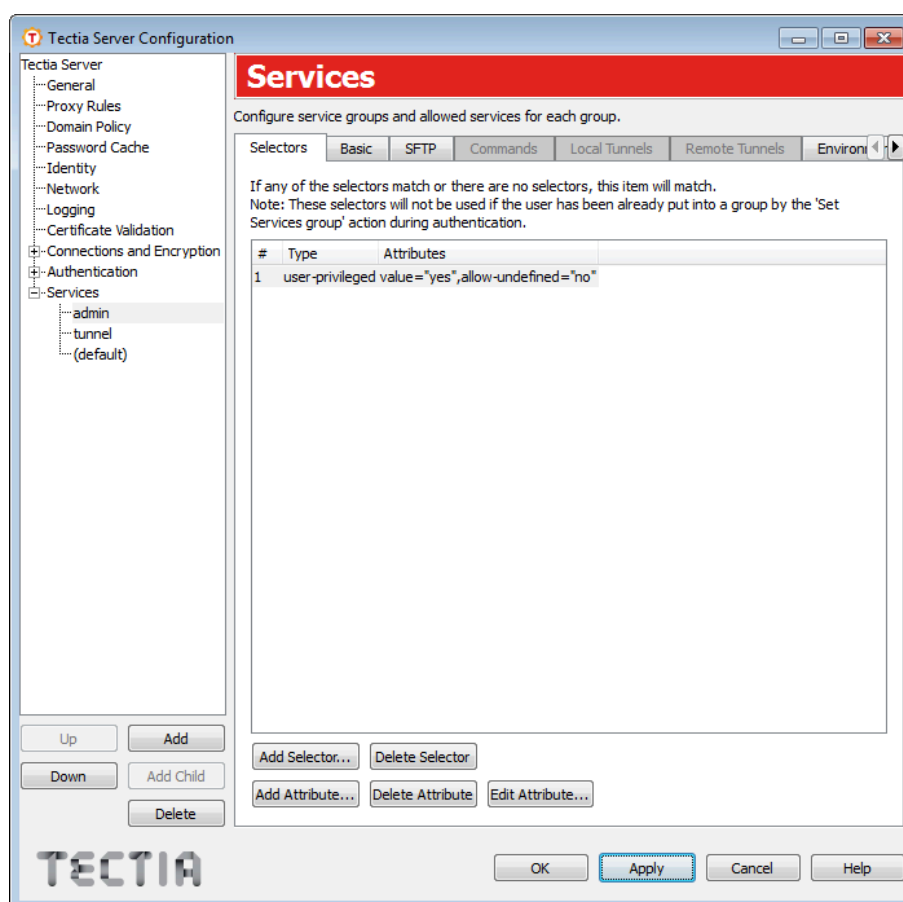 Tectia Server Configuration
Tectia Server
General
Proxy Rules
Domain Policy
Password Cache
Identity
Network
Logging
Certificate Validation
Connections and Encryption
Authentication
Services
admin
tunnel
(default)
Up
Add
Down
Add Child
Delete
Services
Configure service groups and allowed services for each group.
Selectors Basic SFTP Commands Local Tunnels Remote Tunnels
If any of the selectors match or there are no selectors, this item will match.
Note: These selectors will not be used if the user has been already put into a group by the 'Set
Services group' action during authentication.
# Type Attributes
1 user-privileged value="yes",allow-undefined="no"
Add Selector... Delete Selector
Add Attribute... Delete Attribute Edit Attribute...
TECTIA
OK Apply Cancel Help